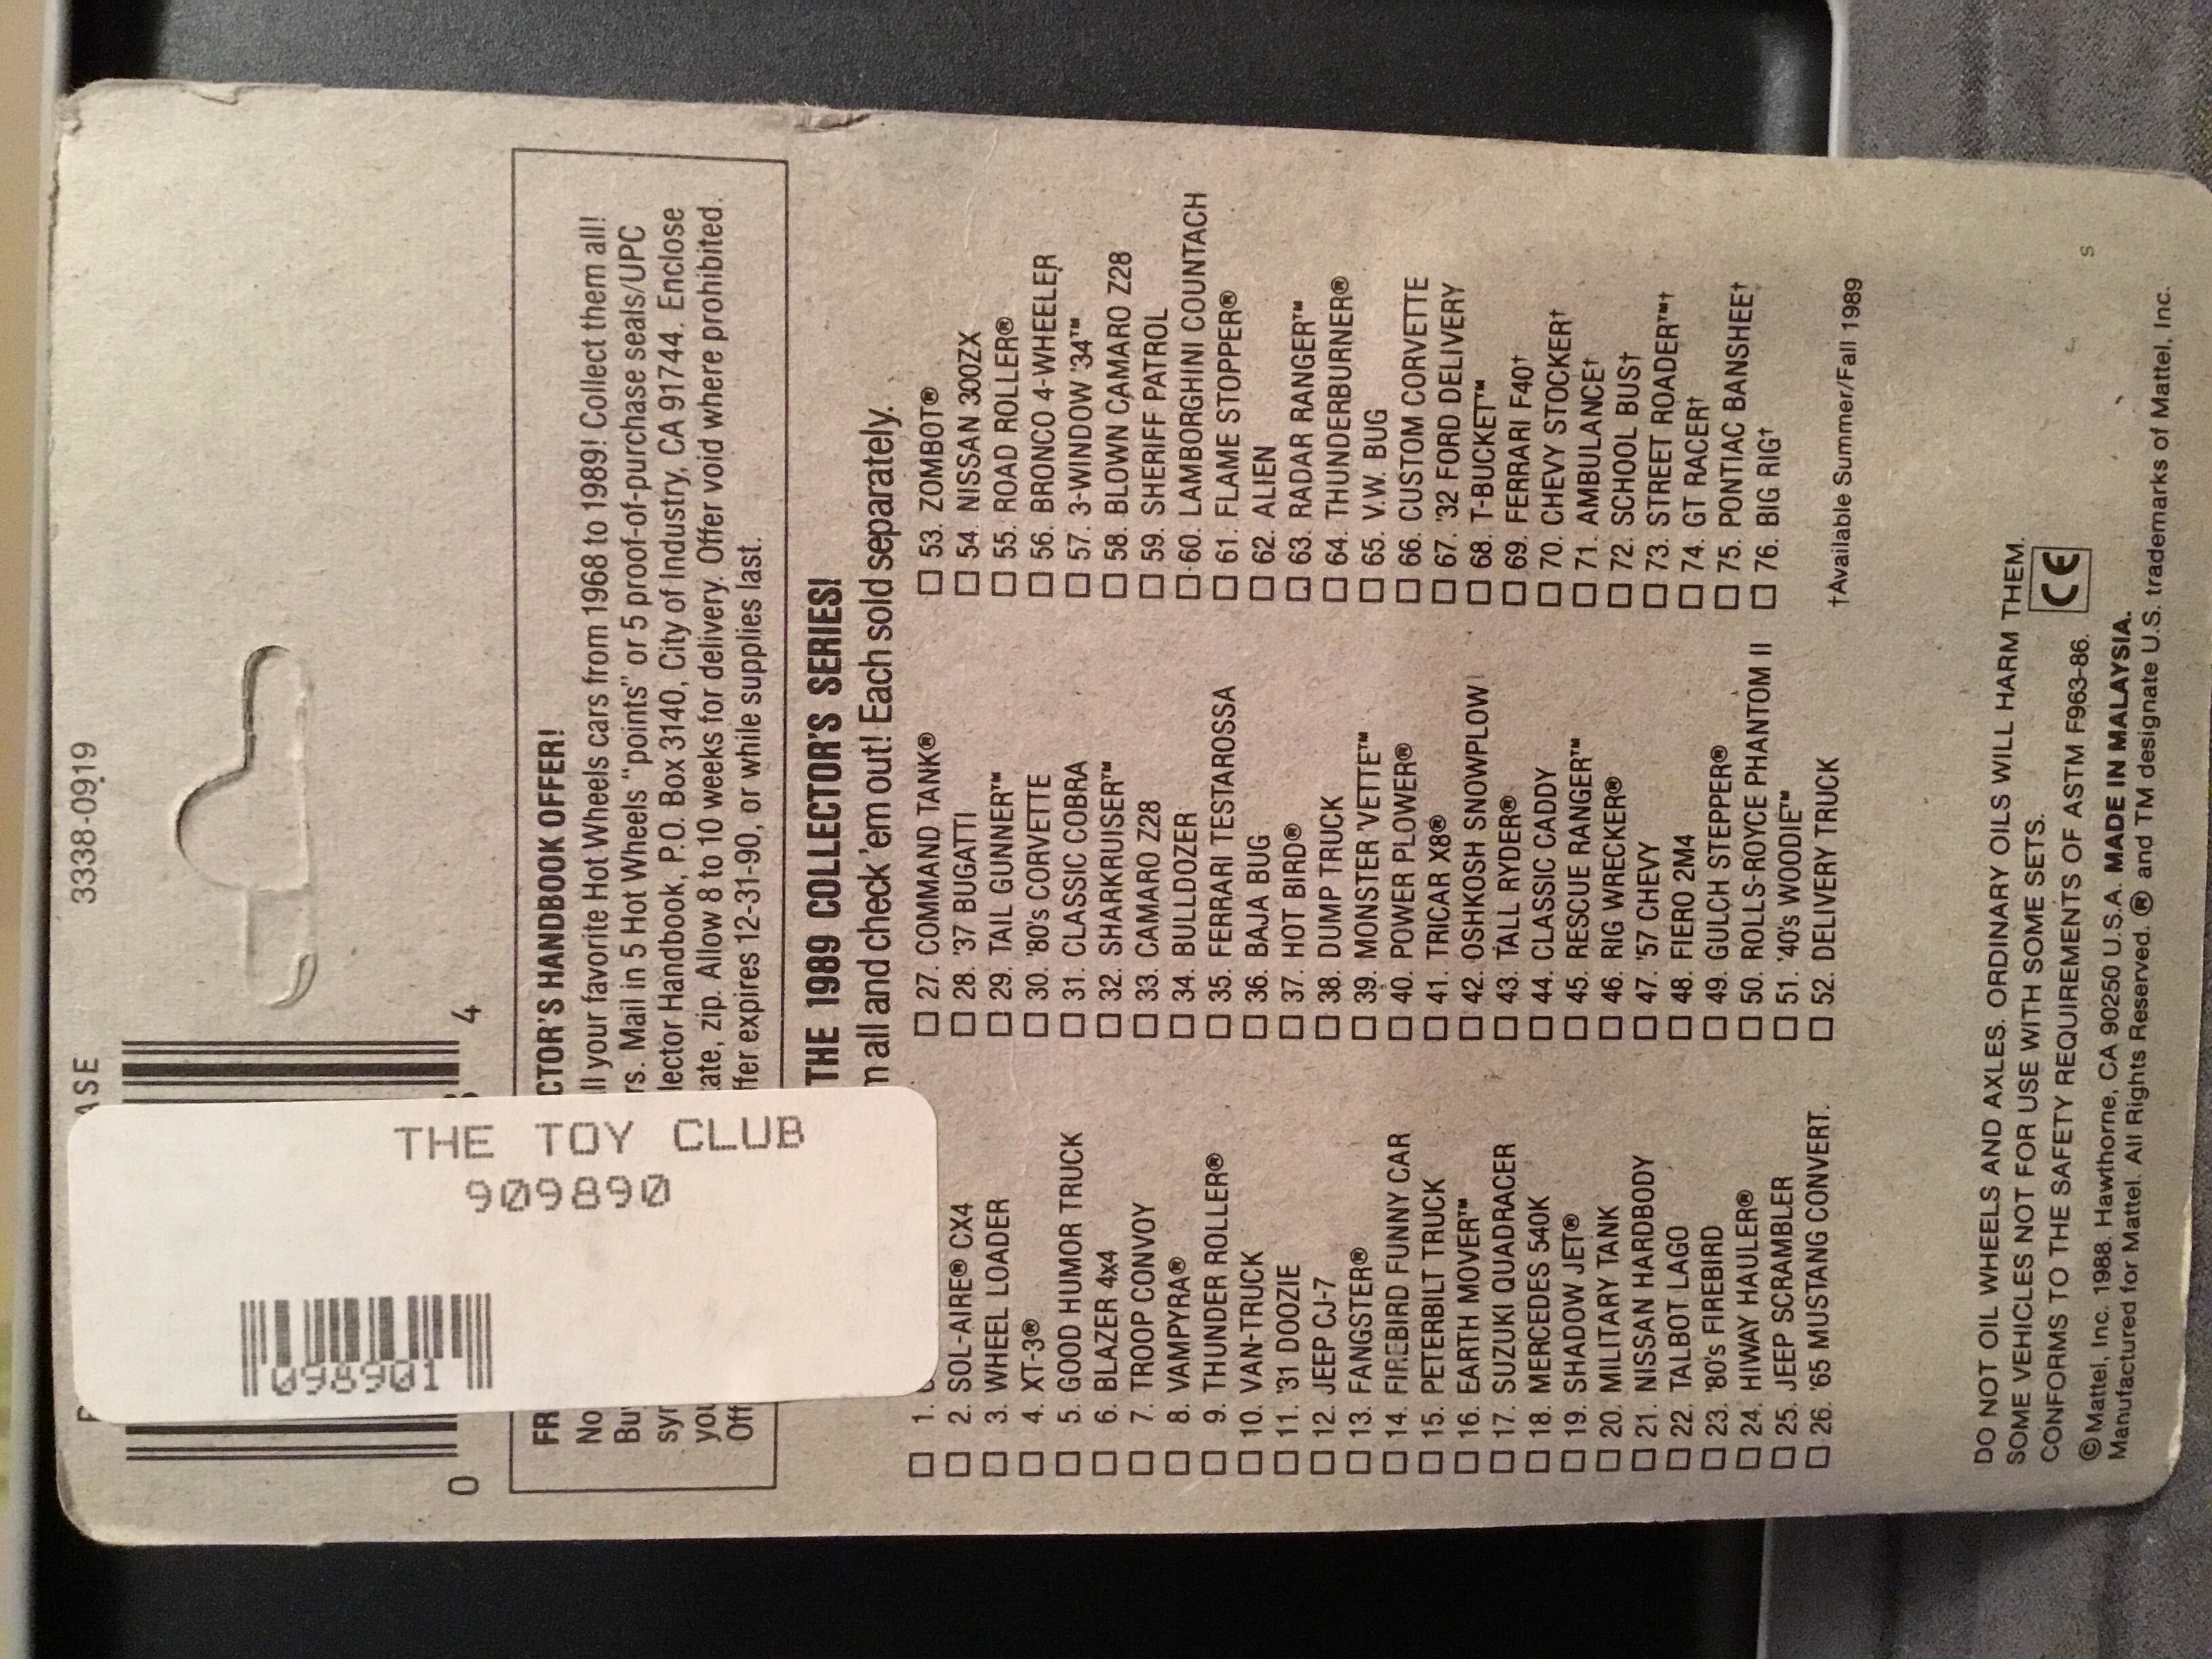 ASE
3338-0919
0
4
THE TOY CLUB
909890
098901
FR CTOR'S HANDBOOK OFFER!
No ll your favorite Hot Wheels cars from 1968 to 1989! Collect them all!
Bu rs. Mail in 5 Hot Wheels "points" or 5 proof-of-purchase seals/UPC
syr lector Handbook, P.O. Box 3140, City of Industry, CA 91744. Enclose
you ate, zip. Allow 8 to 10 weeks for delivery. Offer void where prohibited.
Off fer expires 12-31-90, or while supplies last.
THE 1989 COLLECTOR'S SERIES!
m all and check 'em out! Each sold separately.
1.
2. SOL-AIRE® CX4
3. WHEEL LOADER
4. XT-3®
5. GOOD HUMOR TRUCK
6. BLAZER 4x4
7. TROOP CONVOY
8. VAMPYRA®
9. THUNDER ROLLER®
10. VAN-TRUCK
11. '31 DOOZIE
12. JEEP CJ-7
13. FANGSTER®
14. FIREBIRD FUNNY CAR
15. PETERBILT TRUCK
16. EARTH MOVER™
17. SUZUKI QUADRACER
18. MERCEDES 540K
19. SHADOW JET®
20. MILITARY TANK
21. NISSAN HARDBODY
22. TALBOT LAGO
23. '80's FIREBIRD
24. HIWAY HAULER®
25. JEEP SCRAMBLER
26. '65 MUSTANG CONVERT.
27. COMMAND TANK®
28. '37 BUGATTI
29. TAIL GUNNER™
30. '80's CORVETTE
31. CLASSIC COBRA
32. SHARKRUISER™
33. CAMARO Z28
34. BULLDOZER
35. FERRARI TESTAROSSA
36. BAJA BUG
37. HOT BIRD®
38. DUMP TRUCK
39. MONSTER 'VETTE™
40. POWER PLOWER®
41. TRICAR X8®
42. OSHKOSH SNOWPLOW
43. TALL RYDER®
44. CLASSIC CADDY
45. RESCUE RANGER™
46. RIG WRECKER®
47. '57 CHEVY
48. FIERO 2M4
49. GULCH STEPPER®
50. ROLLS-ROYCE PHANTOM II
51. '40's WOODIE™
52. DELIVERY TRUCK
53. ZOMBOT®
54. NISSAN 300ZX
55. ROAD ROLLER®
56. BRONCO 4-WHEELER
57. 3-WINDOW '34™
58. BLOWN CAMARO Z28
59. SHERIFF PATROL
60. LAMBORGHINI COUNTACH
61. FLAME STOPPER®
62. ALIEN
63. RADAR RANGER™
64. THUNDERBURNER®
65. V.W. BUG
66. CUSTOM CORVETTE
67. '32 FORD DELIVERY
68. T-BUCKET™
69. FERRARI F40†
70. CHEVY STOCKER†
71. AMBULANCE†
72. SCHOOL BUS†
73. STREET ROADER™†
74. GT RACER†
75. PONTIAC BANSHEE†
76. BIG RIG†
†Available Summer/Fall 1989
DO NOT OIL WHEELS AND AXLES. ORDINARY OILS WILL HARM THEM.
SOME VEHICLES NOT FOR USE WITH SOME SETS.
CONFORMS TO THE SAFETY REQUIREMENTS OF ASTM F963-86. CE
©Mattel, Inc. 1988. Hawthorne, CA 90250 U.S.A. MADE IN MALAYSIA.
Manufactured for Mattel. All Rights Reserved. ® and TM designate U.S. trademarks of Mattel, Inc.
S